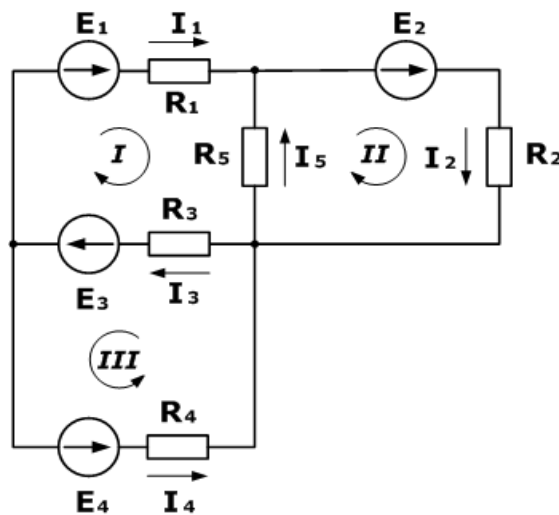 E1 I1 E2
R1
I R5 I5 II I2 R2
R3
E3 I3
III
R4
E4 I4